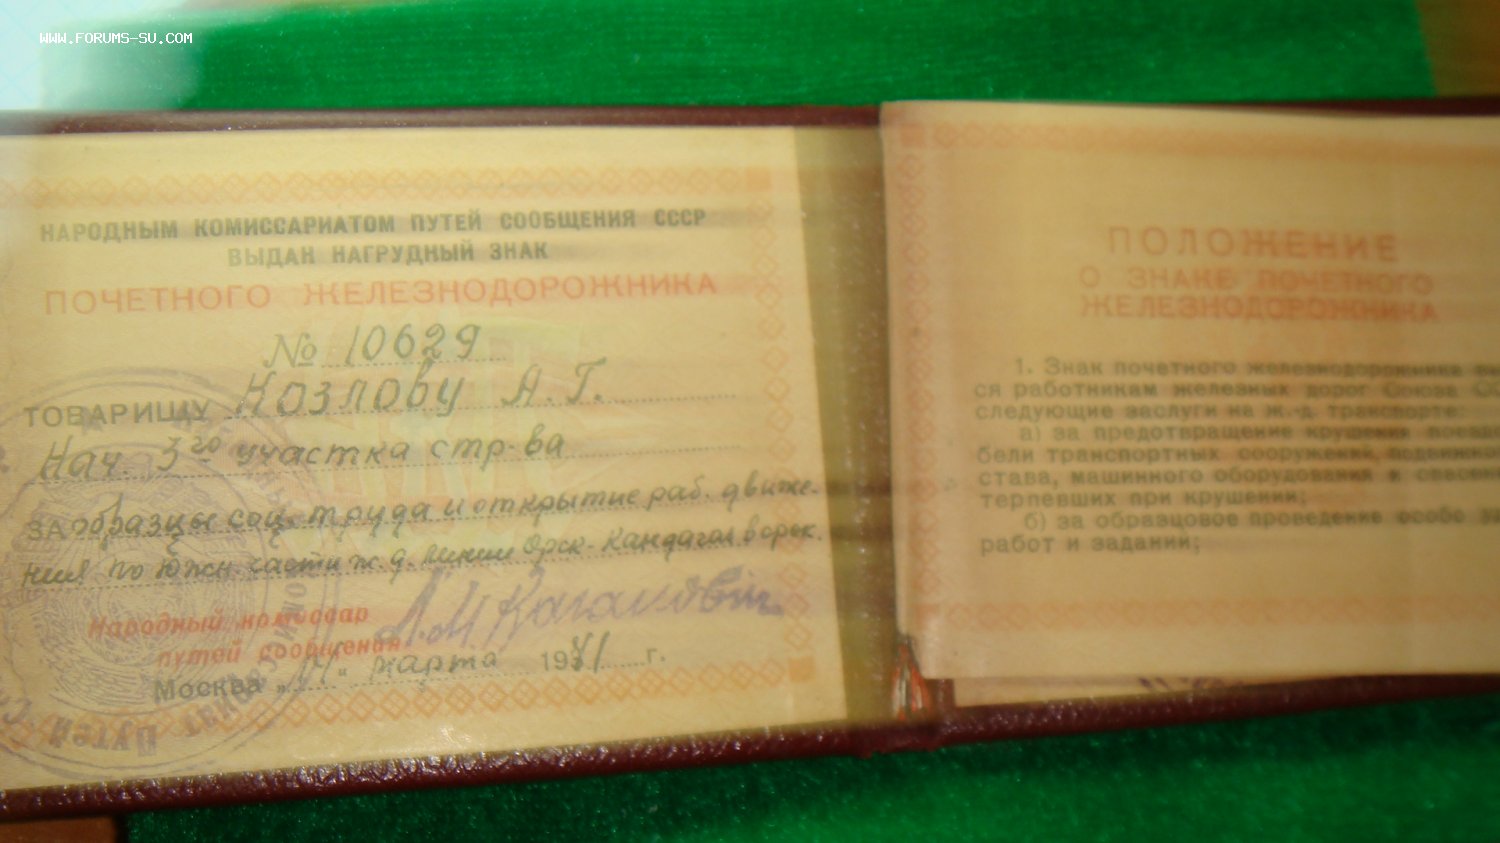 WWW.FORUMS-SU.COM
НАРОДНЫМ КОМИССАРИАТОМ ПУТЕЙ СООБЩЕНИЯ СССР
ВЫДАН НАГРУДНЫЙ ЗНАК
ПОЧЕТНОГО ЖЕЛЕЗНОДОРОЖНИКА
№ 10629
ТОВАРИЩУ Козлову А.Г.
Нач. 3го участка стр-ва
ЗА образцы соц. труда и открытие раб. движе-
ния по южн. части ж.д. линии Орск-Кандагач
Народный комиссар
путей сообщения
Л.М. Каганович
Москва марта 1941 г.
Путей
ПОЛОЖЕНИЕ
О ЗНАКЕ ПОЧЕТНОГО
ЖЕЛЕЗНОДОРОЖНИКА
1. Знак почетного железнодорожника
ся работникам железных дорог Союза
следующие заслуги на ж.-д. транспорте:
а) за предотвращение крушения
бели транспортных сооружений,
става, машинного оборудования и
терпевших при крушении;
б) за образцовое проведение особо
работ и заданий;